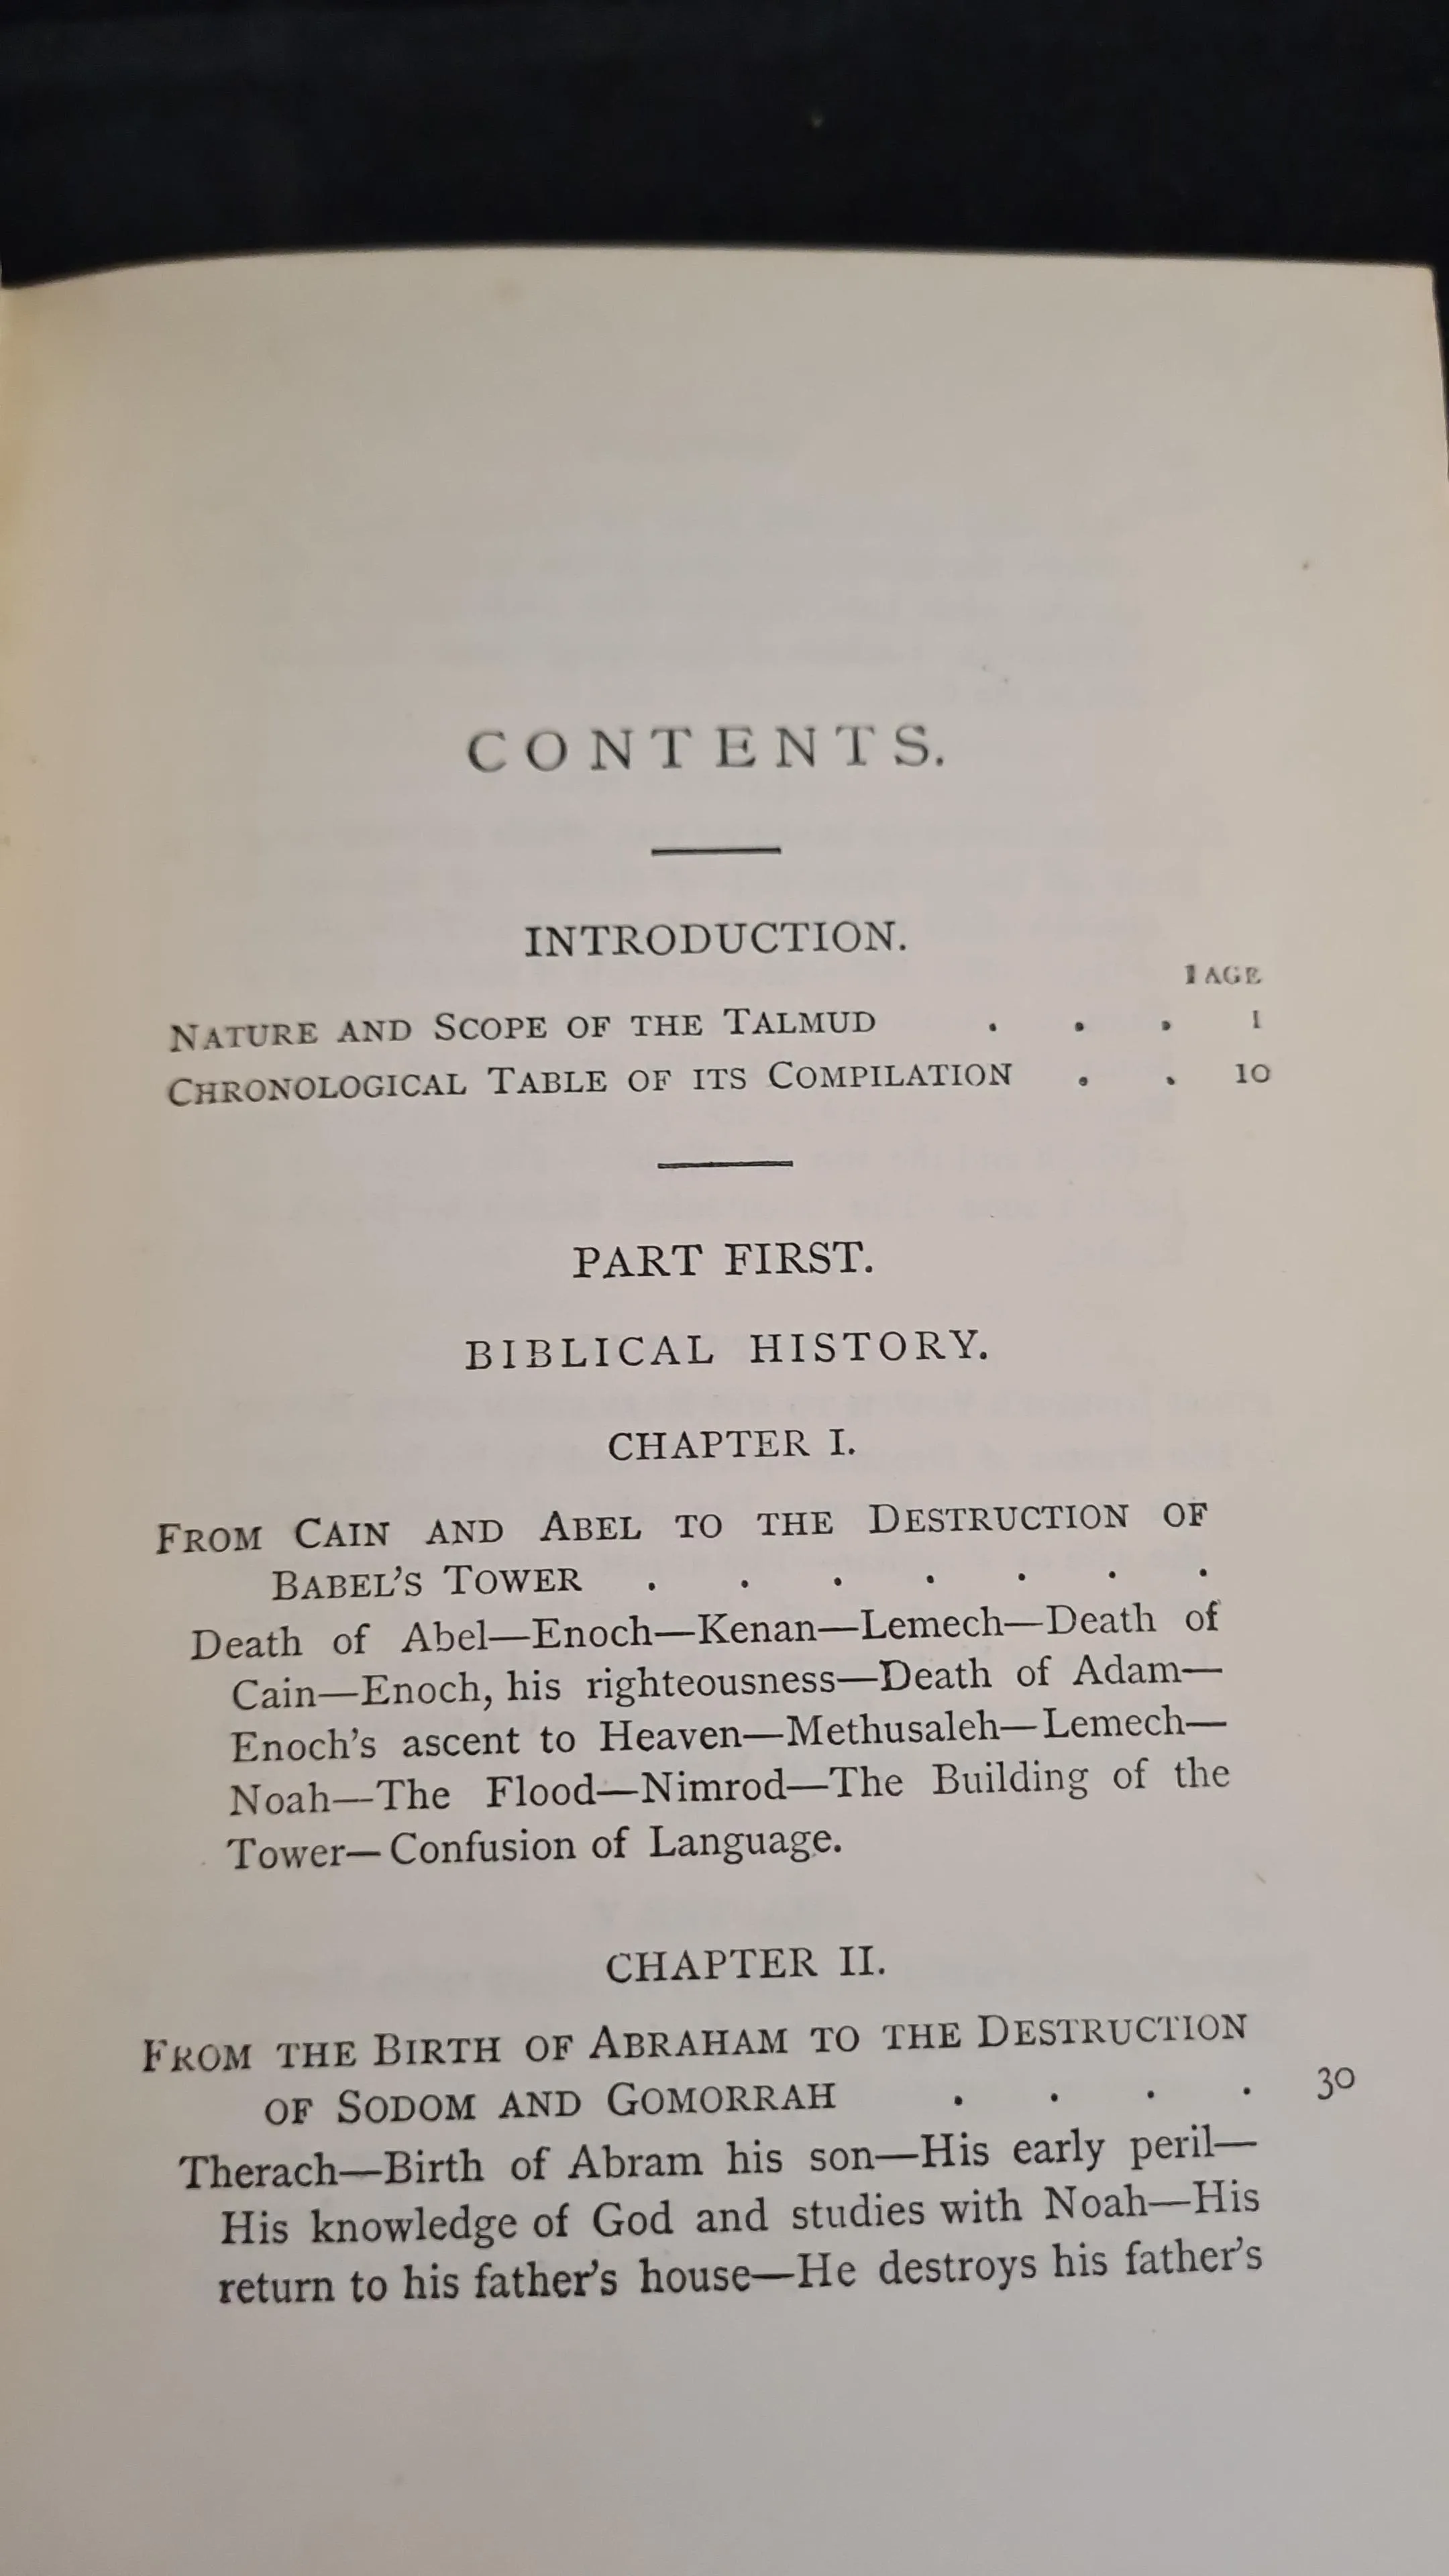 CONTENTS.
INTRODUCTION.
PAGE
NATURE AND SCOPE OF THE TALMUD . . . 1
CHRONOLOGICAL TABLE OF ITS COMPILATION . . 10
PART FIRST.
BIBLICAL HISTORY.
CHAPTER I.
FROM CAIN AND ABEL TO THE DESTRUCTION OF
BABEL'S TOWER . . . . . . .
Death of Abel—Enoch—Kenan—Lemech—Death of
Cain—Enoch, his righteousness—Death of Adam—
Enoch's ascent to Heaven—Methusaleh—Lemech—
Noah—The Flood—Nimrod—The Building of the
Tower—Confusion of Language.
CHAPTER II.
FROM THE BIRTH OF ABRAHAM TO THE DESTRUCTION
OF SODOM AND GOMORRAH . . . . 30
Therach—Birth of Abram his son—His early peril—
His knowledge of God and studies with Noah—His
return to his father's house—He destroys his father's